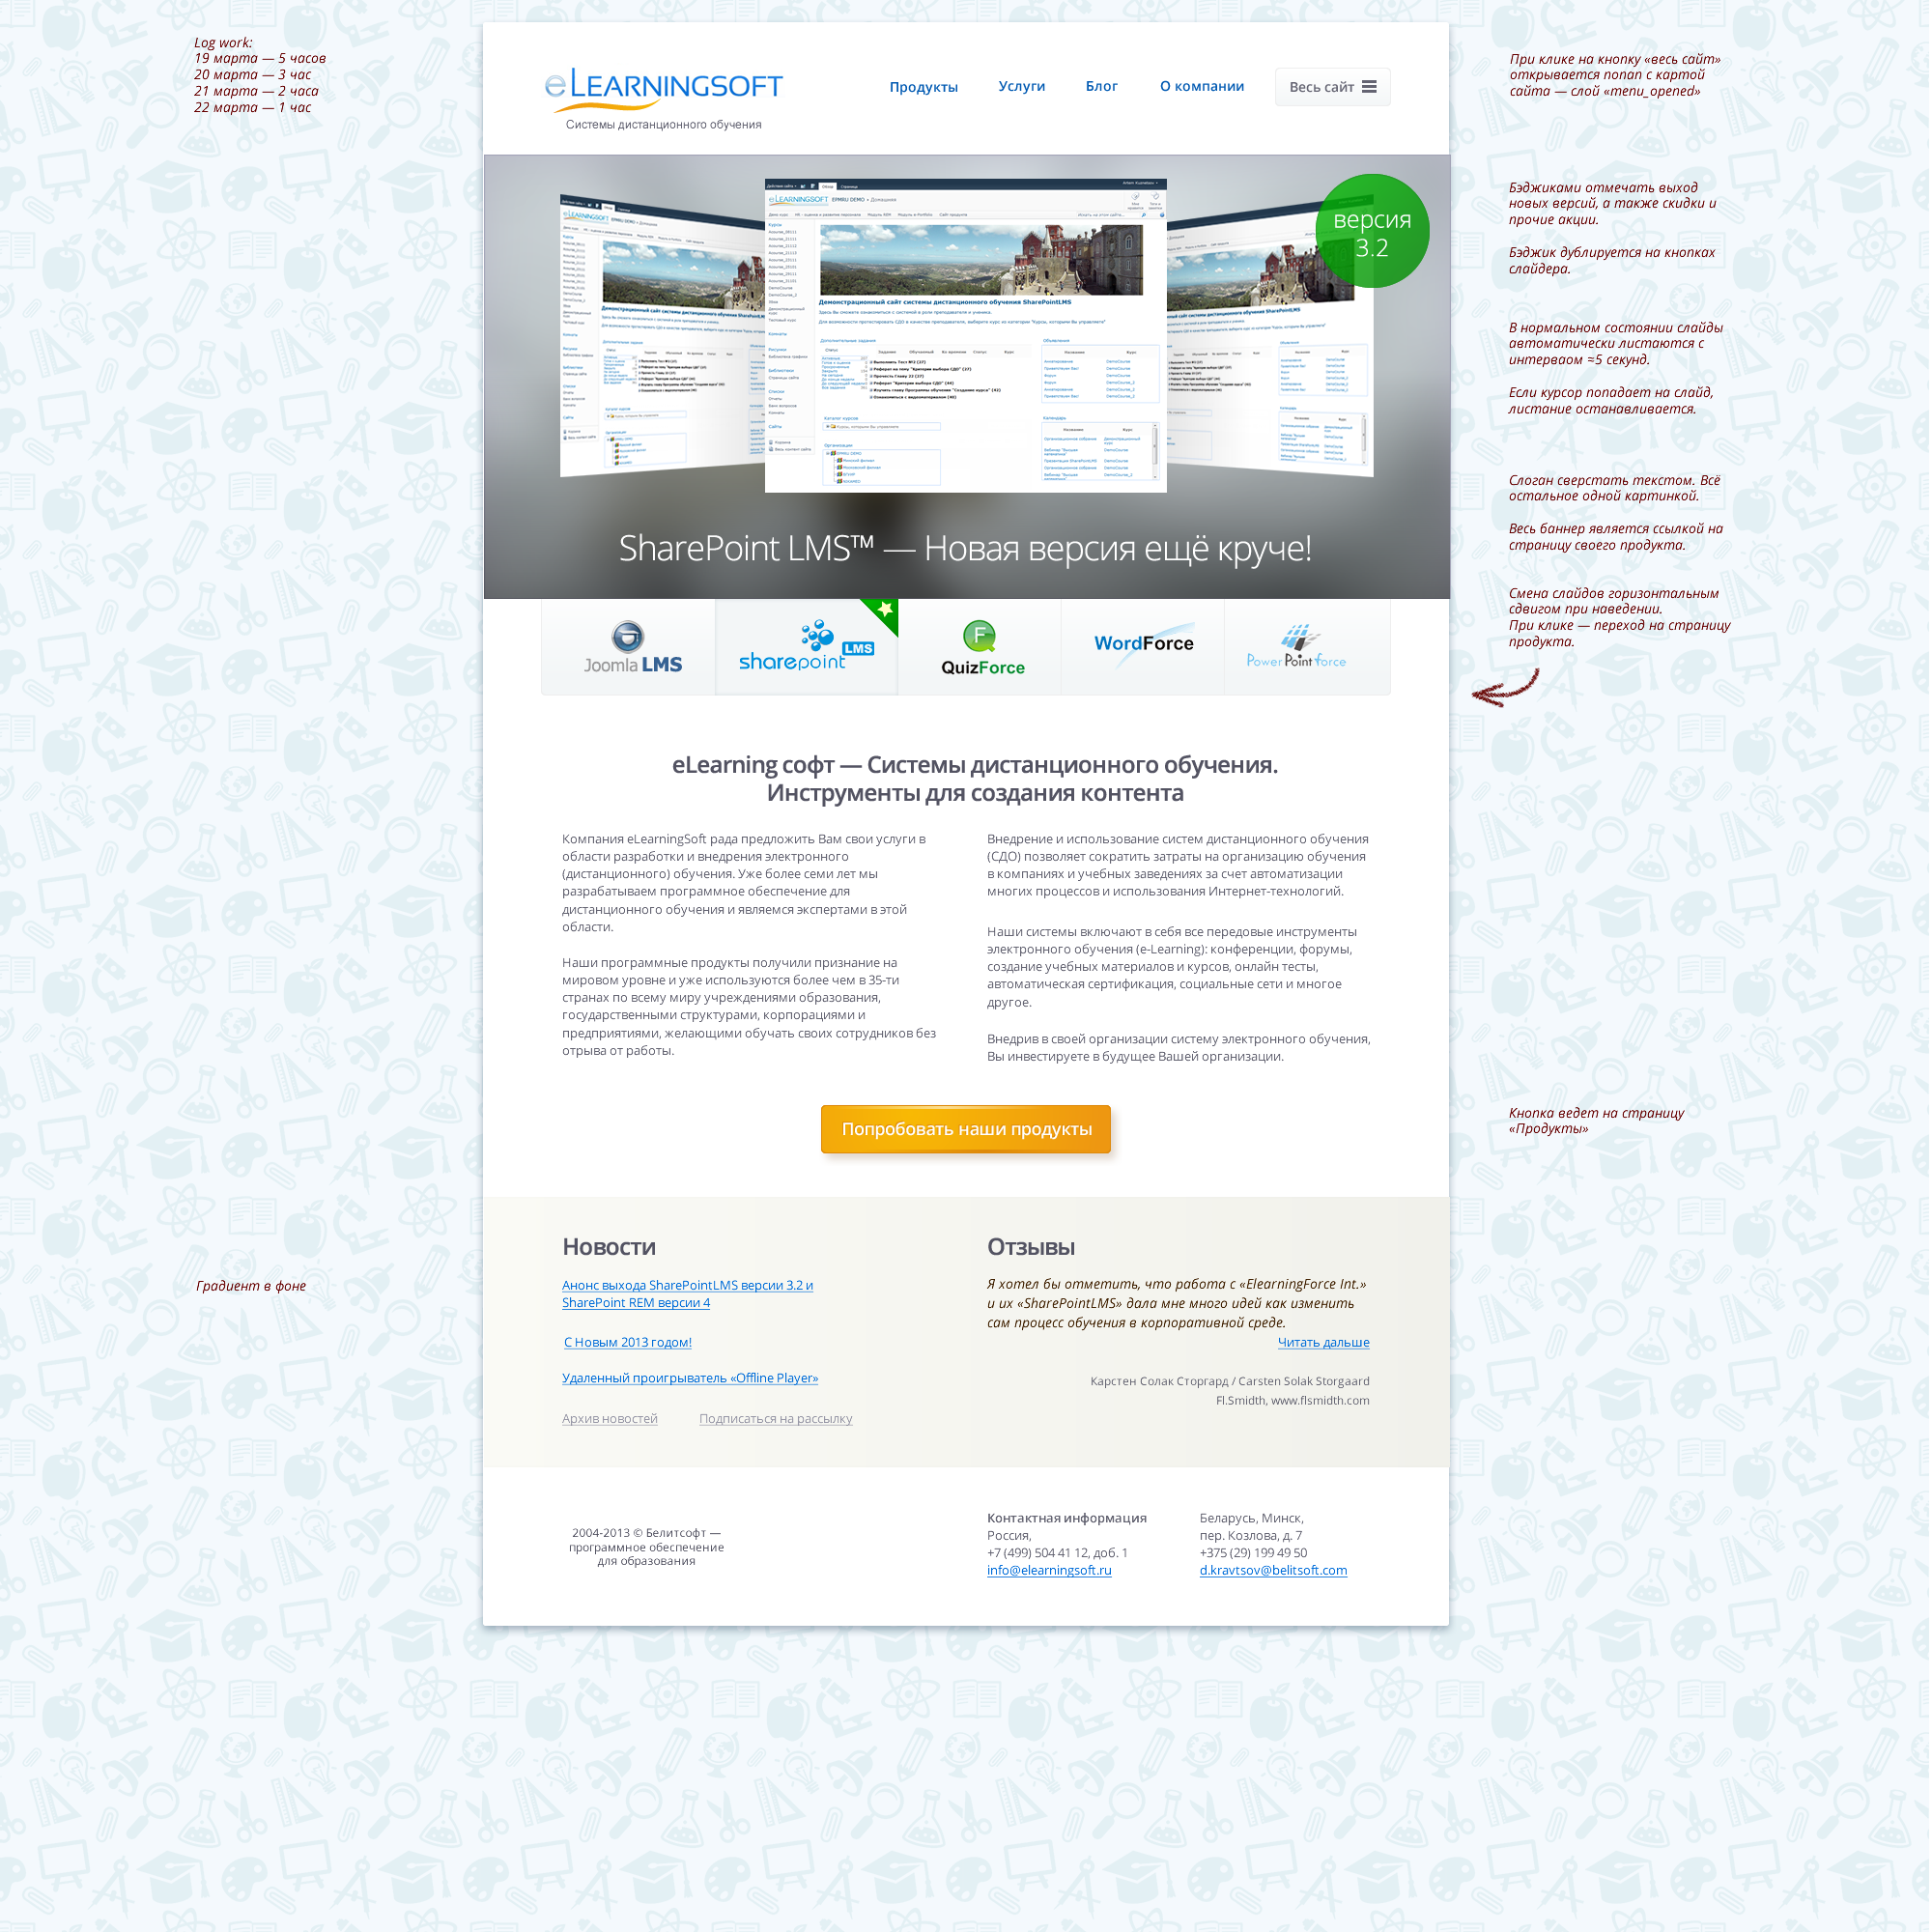 Log work:
19 марта — 5 часов
20 марта — 3 час
21 марта — 2 часа
22 марта — 1 час
eLearningsoft
Системы дистанционного обучения
Продукты
Услуги
Блог
О компании
Весь сайт
При клике на кнопку «весь сайт»
открывается попап с картой
сайта — слой «menu_opened»
версия
3.2
Бэджиками отмечать выход
новых версий, а также скидки и
прочие акции.
Бэджик дублируется на кнопках
слайдера.
Демонстрационный сайт системы дистанционного обучения SharePointLMS
В нормальном состоянии слайды
автоматически листаются с
интерваом ≈5 секунд.
Если курсор попадает на слайд,
листание останавливается.
Слоган сверстать текстом. Всё
остальное одной картинкой.
Весь баннер является ссылкой на
страницу своего продукта.
SharePoint LMS™ — Новая версия ещё круче!
Смена слайдов горизонтальным
сдвигом при наведении.
При клике — переход на страницу
продукта.
Joomla LMS
sharepoint LMS
QuizForce
WordForce
PowerPointforce
eLearning софт — Системы дистанционного обучения.
Инструменты для создания контента
Компания eLearningSoft рада предложить Вам свои услуги в
области разработки и внедрения электронного
(дистанционного) обучения. Уже более семи лет мы
разрабатываем программное обеспечение для
дистанционного обучения и являемся экспертами в этой
области.
Наши программные продукты получили признание на
мировом уровне и уже используются более чем в 35-ти
странах по всему миру учреждениями образования,
государственными структурами, корпорациями и
предприятиями, желающими обучать своих сотрудников без
отрыва от работы.
Внедрение и использование систем дистанционного обучения
(СДО) позволяет сократить затраты на организацию обучения
в компаниях и учебных заведениях за счет автоматизации
многих процессов и использования Интернет-технологий.
Наши системы включают в себя все передовые инструменты
электронного обучения (e-Learning): конференции, форумы,
создание учебных материалов и курсов, онлайн тесты,
автоматическая сертификация, социальные сети и многое
другое.
Внедрив в своей организации систему электронного обучения,
Вы инвестируете в будущее Вашей организации.
Попробовать наши продукты
Кнопка ведет на страницу
«Продукты»
Градиент в фоне
Новости
Анонс выхода SharePointLMS версии 3.2 и
SharePoint REM версии 4
С Новым 2013 годом!
Удаленный проигрыватель «Offline Player»
Архив новостей
Подписаться на рассылку
Отзывы
Я хотел бы отметить, что работа с «ElearningForce Int.»
и их «SharePointLMS» дала мне много идей как изменить
сам процесс обучения в корпоративной среде.
Читать дальше
Карстен Солак Сторгард / Carsten Solak Storgaard
Fl.Smidth, www.flsmidth.com
2004-2013 © Белитсофт —
программное обеспечение
для образования
Контактная информация
Россия,
+7 (499) 504 41 12, доб. 1
info@elearningsoft.ru
Беларусь, Минск,
пер. Козлова, д. 7
+375 (29) 199 49 50
d.kravtsov@belitsoft.com